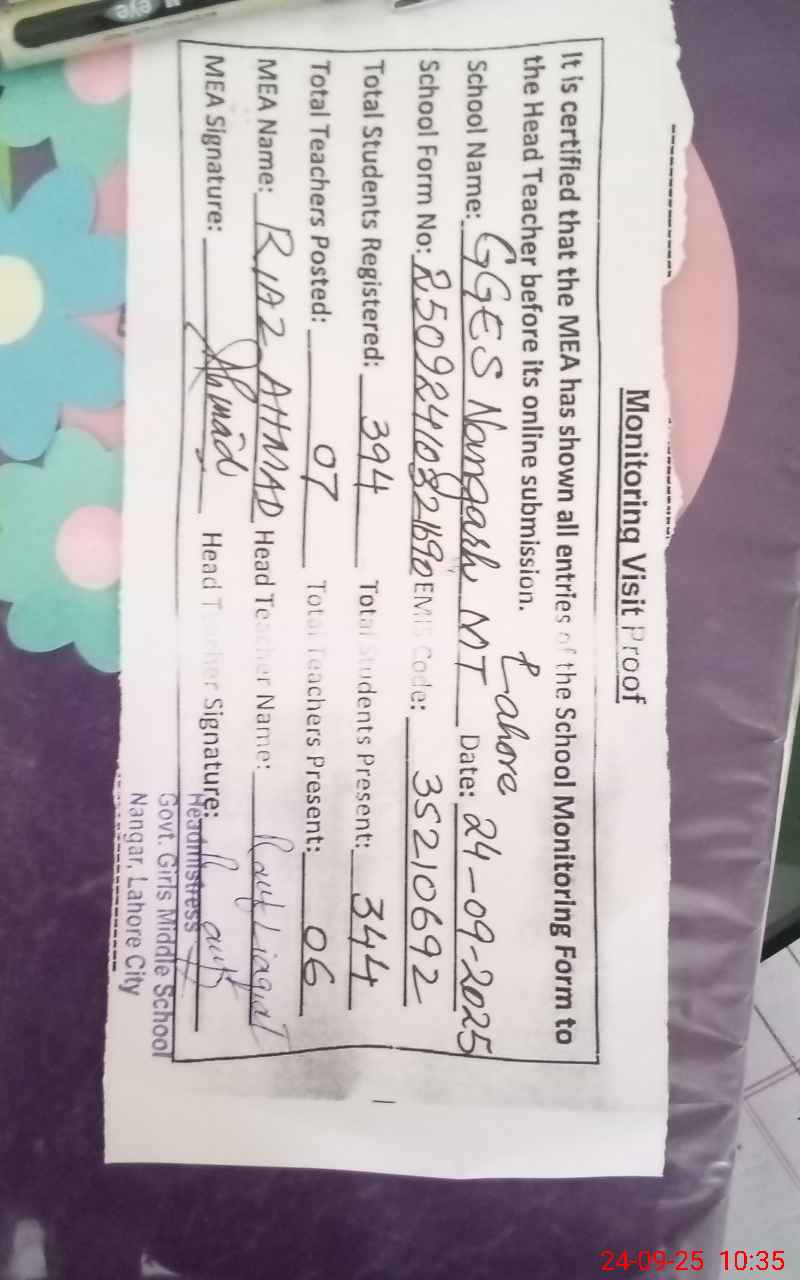 Monitoring Visit Proof
It is certified that the MEA has shown all entries of the School Monitoring Form to
the Head Teacher before its online submission.
Lahore
School Name: GGES Nangash MT Date: 24-09-2025
School Form No: R5092410821690 EMIS Code: 35210692
Total Students Registered: 394 Total Students Present: 344
Total Teachers Posted: 07 Total Teachers Present: 06
MEA Name: RIAZ AHMAD Head Teacher Name: Liaqat
MEA Signature: Ahmad Head Teacher Signature:
Headmistress
Govt. Girls Middle School
Nangar, Lahore City
eye
24-09-25 10:35